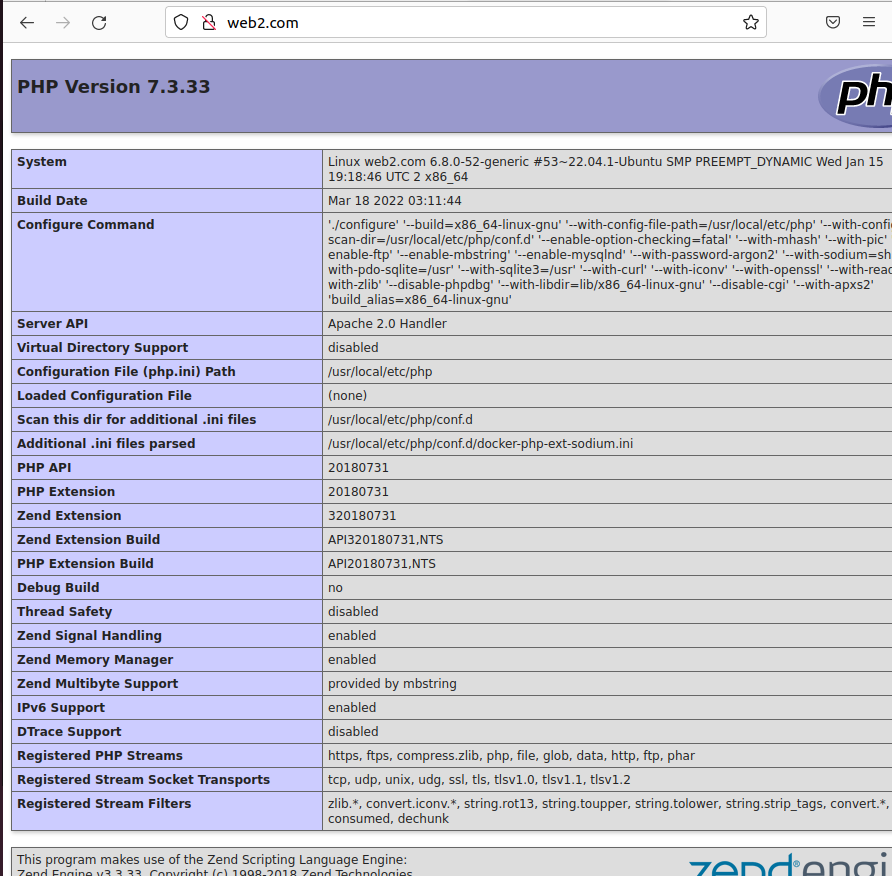 web2.com
PHP Version 7.3.33
php
System
Linux web2.com 6.8.0-52-generic #53~22.04.1-Ubuntu SMP PREEMPT_DYNAMIC Wed Jan 15
19:18:46 UTC 2 x86_64
Build Date
Mar 18 2022 03:11:44
Configure Command
'./configure' '--build=x86_64-linux-gnu' '--with-config-file-path=/usr/local/etc/php' '--with-confi
scan-dir=/usr/local/etc/php/conf.d' '--enable-option-checking=fatal' '--with-mhash' '--with-pic'
enable-ftp' '--enable-mbstring' '--enable-mysqlnd' '--with-password-argon2' '--with-sodium=sh
with-pdo-sqlite=/usr' '--with-sqlite3=/usr' '--with-curl' '--with-iconv' '--with-openssl' '--with-read
with-zlib' '--disable-phpdbg' '--with-libdir=lib/x86_64-linux-gnu' '--disable-cgi' '--with-apxs2'
'build_alias=x86_64-linux-gnu'
Server API
Apache 2.0 Handler
Virtual Directory Support
disabled
Configuration File (php.ini) Path
/usr/local/etc/php
Loaded Configuration File
(none)
Scan this dir for additional .ini files
/usr/local/etc/php/conf.d
Additional .ini files parsed
/usr/local/etc/php/conf.d/docker-php-ext-sodium.ini
PHP API
20180731
PHP Extension
20180731
Zend Extension
320180731
Zend Extension Build
API320180731,NTS
PHP Extension Build
API20180731,NTS
Debug Build
no
Thread Safety
disabled
Zend Signal Handling
enabled
Zend Memory Manager
enabled
Zend Multibyte Support
provided by mbstring
IPv6 Support
enabled
DTrace Support
disabled
Registered PHP Streams
https, ftps, compress.zlib, php, file, glob, data, http, ftp, phar
Registered Stream Socket Transports
tcp, udp, unix, udg, ssl, tls, tlsv1.0, tlsv1.1, tlsv1.2
Registered Stream Filters
zlib.*, convert.iconv.*, string.rot13, string.toupper, string.tolower, string.strip_tags, convert.*,
consumed, dechunk
This program makes use of the Zend Scripting Language Engine:
Zend Engine v3.3.33, Copyright (c) 1998-2018 Zend Technologies
zend® engi